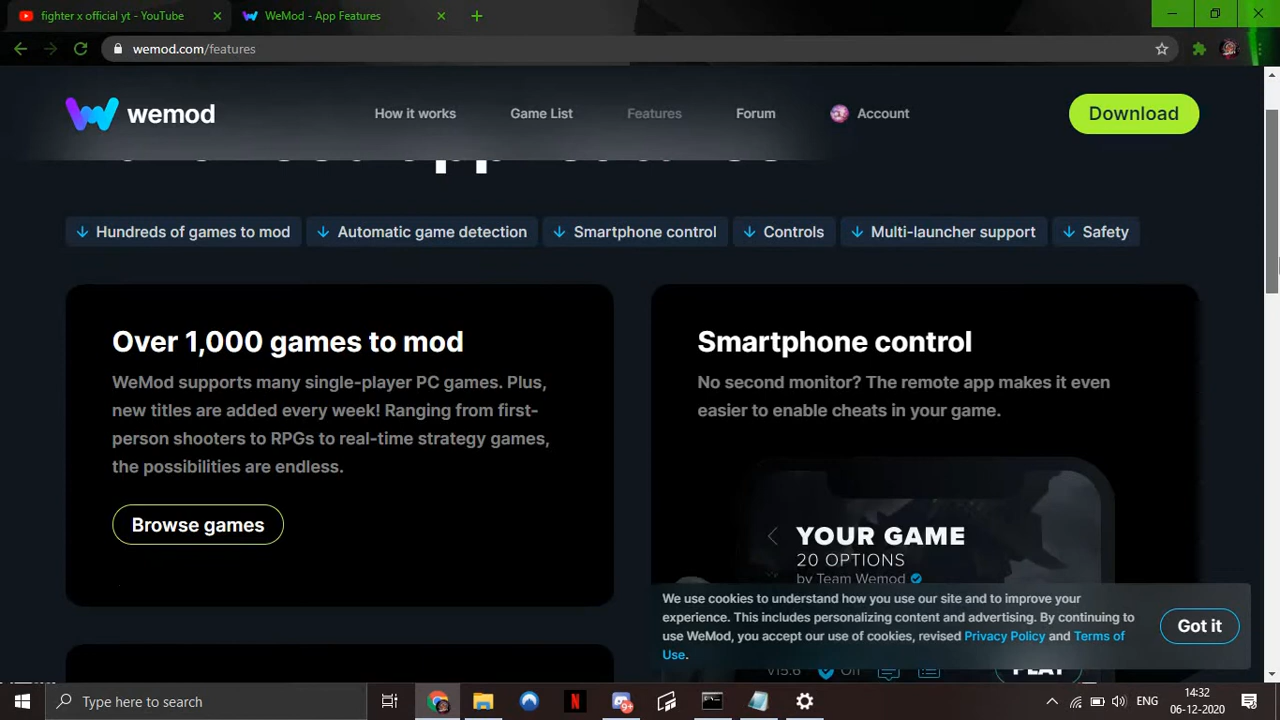 fighter x official yt - YouTube
WeMod - App Features
wemod.com/features
wemod
How it works
Game List
Features
Forum
Account
Download
Hundreds of games to mod
Automatic game detection
Smartphone control
Controls
Multi-launcher support
Safety
Over 1,000 games to mod
WeMod supports many single-player PC games. Plus,
new titles are added every week! Ranging from first-
person shooters to RPGs to real-time strategy games,
the possibilities are endless.
Browse games
Smartphone control
No second monitor? The remote app makes it even
easier to enable cheats in your game.
YOUR GAME
20 OPTIONS
by Team Wemod
We use cookies to understand how you use our site and to improve your
experience. This includes personalizing content and advertising. By continuing to
use WeMod, you accept our use of cookies, revised Privacy Policy and Terms of
Use.
Got it
V15.6
Off
PLAY
Type here to search
9+
ENG
14:32
06-12-2020